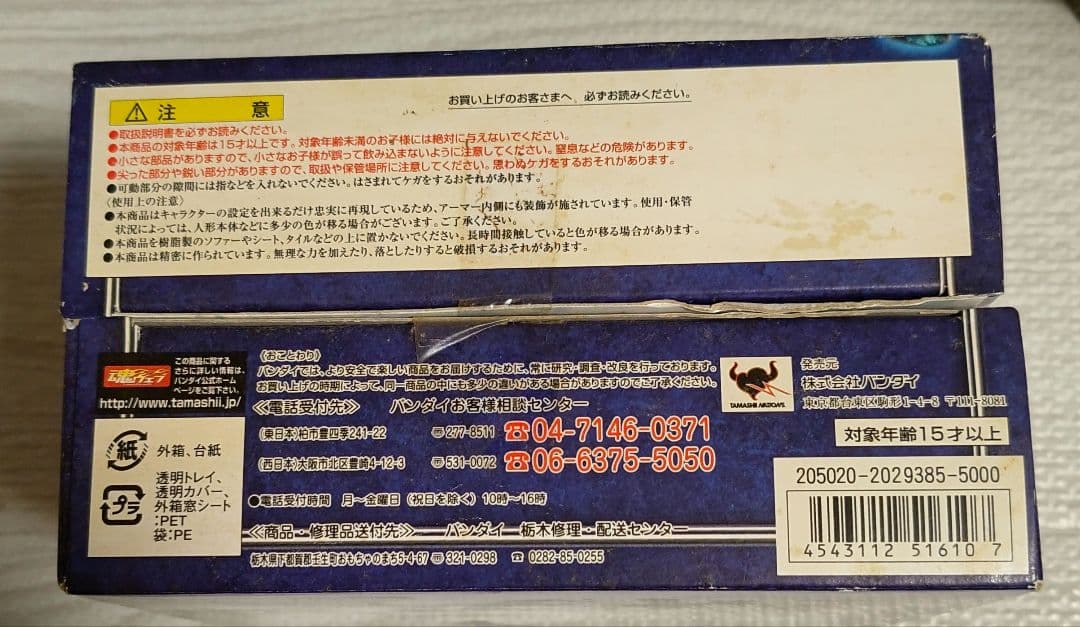 ⚠注 意
お買い上げのお客さまへ 必ずお読みください。
●取扱説明書を必ずお読みください。
●本商品の対象年齢は15才以上です。対象年齢未満のお子様には絶対に与えないでください。
●小さな部品がありますので、小さなお子様が誤って飲み込まないように注意してください。窒息などの危険があります。
●尖った部分や鋭い部分がありますので、取扱や保管場所に注意してください。思わぬケガをするおそれがあります。
●可動部分の隙間には指などを入れないでください。はさまれてケガをするおそれがあります。
〈使用上の注意〉
●本商品はキャラクターの設定を出来るだけ忠実に再現しているため、アーマー内側にも装飾が施されています。使用・保管
状況によっては、人形本体などに多少の色が移る場合がございます。ご了承ください。
●本商品を樹脂製のソファーやシート、タイルなどの上に置かないでください。長時間接触していると色が移る場合があります。
●本商品は精密に作られています。無理な力を加えたり、落としたりすると破損するおそれがあります。
魂ウェブ
この商品に関する
さらに詳しい情報は、
バンダイ公式ホーム
ページをご覧下さい。
http://www.tamashii.jp/
紙 外箱、台紙
プラ 透明トレイ、
透明カバー、
外箱窓シート
:PET
袋:PE
〈おことわり〉
バンダイでは、より安全で楽しい商品をお届けするために、常に研究・調査・改良を行っております。
お買い上げの時期によって、同一商品の中にも多少の違いがある場合がありますのでご了承ください。
≪電話受付先≫ バンダイお客様相談センター
(東日本)柏市豊四季241-22 〒277-8511 ☎04-7146-0371
(西日本)大阪市北区豊崎4-12-3 〒531-0072 ☎06-6375-5050
●電話受付時間 月〜金曜日(祝日を除く)10時〜16時
≪商品・修理品送付先≫ バンダイ 栃木修理・配送センター
栃木県下都賀郡壬生町おもちゃのまち5-4-67 〒321-0298 ☎0282-85-0255
TAMASHII NATIONS
発売元
株式会社バンダイ
東京都台東区駒形1-4-8 〒111-8081
対象年齢15才以上
205020-2029385-5000
4543112 51610 7